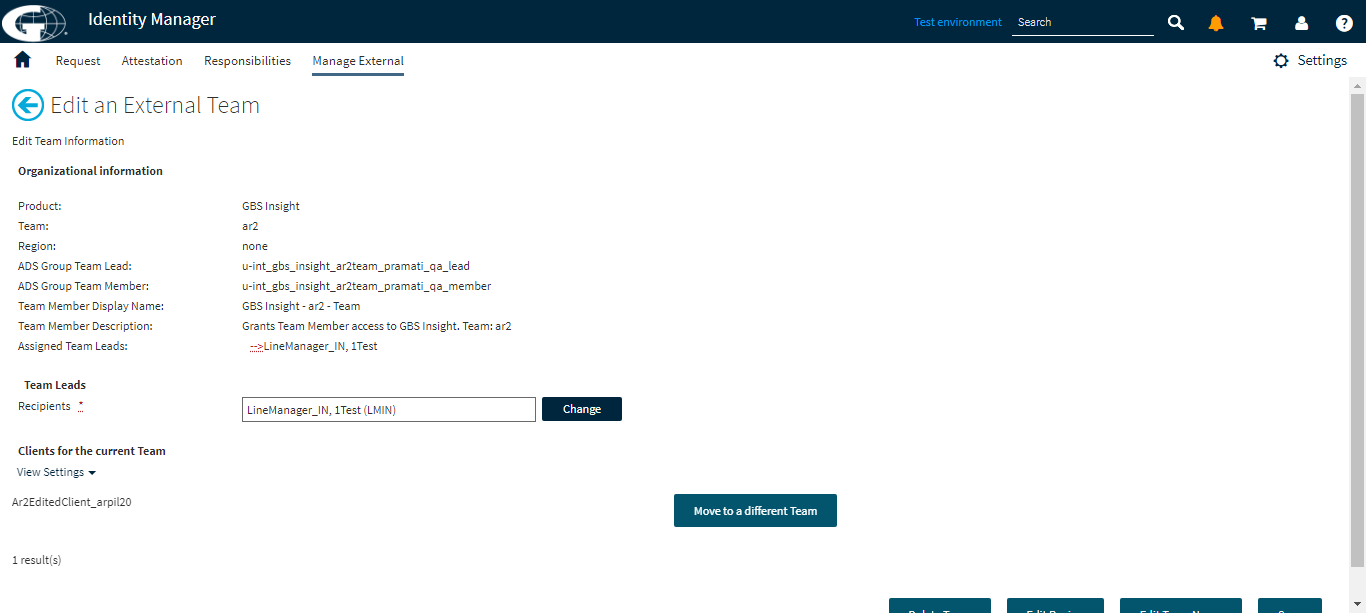 Identity Manager
Test environment
Search
Request Attestation Responsibilities Manage External
Settings
Edit an External Team
Edit Team Information
Organizational information
Product: GBS Insight
Team: ar2
Region: none
ADS Group Team Lead: u-int_gbs_insight_ar2team_pramati_qa_lead
ADS Group Team Member: u-int_gbs_insight_ar2team_pramati_qa_member
Team Member Display Name: GBS Insight - ar2 - Team
Team Member Description: Grants Team Member access to GBS Insight. Team: ar2
Assigned Team Leads: -->LineManager_IN, 1Test
Team Leads
Recipients * LineManager_IN, 1Test (LMIN) Change
Clients for the current Team
View Settings
Ar2EditedClient_arpil20 Move to a different Team
1 result(s)